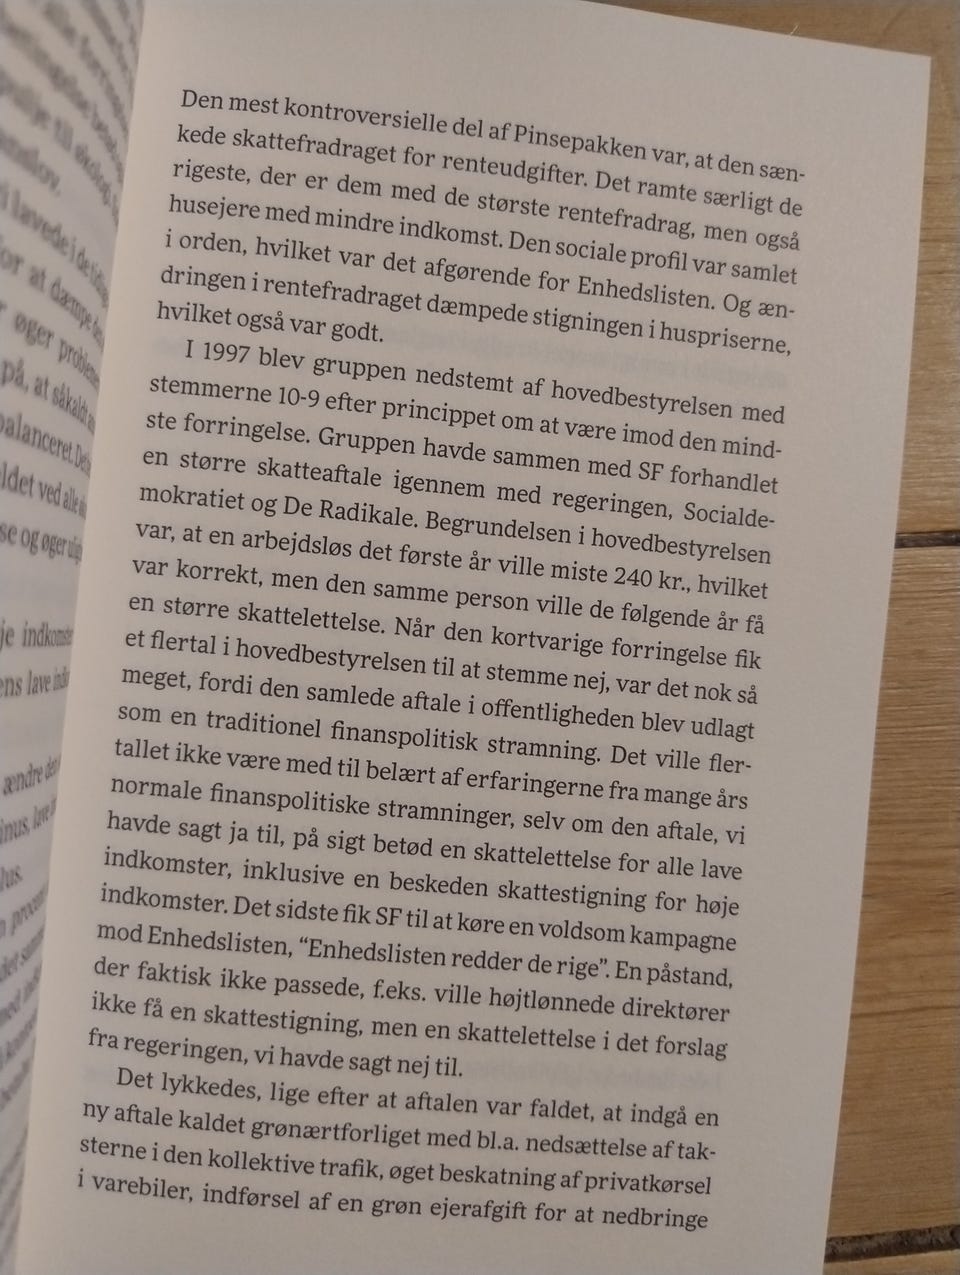 Den mest kontroversielle del af Pinsepakken var, at den sæn-
kede skattefradraget for renteudgifter. Det ramte særligt de
rigeste, der er dem med de største rentefradrag, men også
husejere med mindre indkomst. Den sociale profil var samlet
i orden, hvilket var det afgørende for Enhedslisten. Og æn-
dringen i rentefradraget dæmpede stigningen i huspriserne,
hvilket også var godt.
I 1997 blev gruppen nedstemt af hovedbestyrelsen med
stemmerne 10-9 efter princippet om at være imod den mind-
ste forringelse. Gruppen havde sammen med SF forhandlet
en større skatteaftale igennem med regeringen, Socialde-
mokratiet og De Radikale. Begrundelsen i hovedbestyrelsen
var, at en arbejdsløs det første år ville miste 240 kr., hvilket
var korrekt, men den samme person ville de følgende år få
en større skattelettelse. Når den kortvarige forringelse fik
et flertal i hovedbestyrelsen til at stemme nej, var det nok så
meget, fordi den samlede aftale i offentligheden blev udlagt
som en traditionel finanspolitisk stramning. Det ville fler-
tallet ikke være med til belært af erfaringerne fra mange års
normale finanspolitiske stramninger, selv om den aftale, vi
havde sagt ja til, på sigt betød en skattelettelse for alle lave
indkomster, inklusive en beskeden skattestigning for høje
indkomster. Det sidste fik SF til at køre en voldsom kampagne
mod Enhedslisten, “Enhedslisten redder de rige”. En påstand,
der faktisk ikke passede, f.eks. ville højtlønnede direktører
ikke få en skattestigning, men en skattelettelse i det forslag
fra regeringen, vi havde sagt nej til.
Det lykkedes, lige efter at aftalen var faldet, at indgå en
ny aftale kaldet grønærtforliget med bl.a. nedsættelse af tak-
sterne i den kollektive trafik, øget beskatning af privatkørsel
i varebiler, indførsel af en grøn ejerafgift for at nedbringe